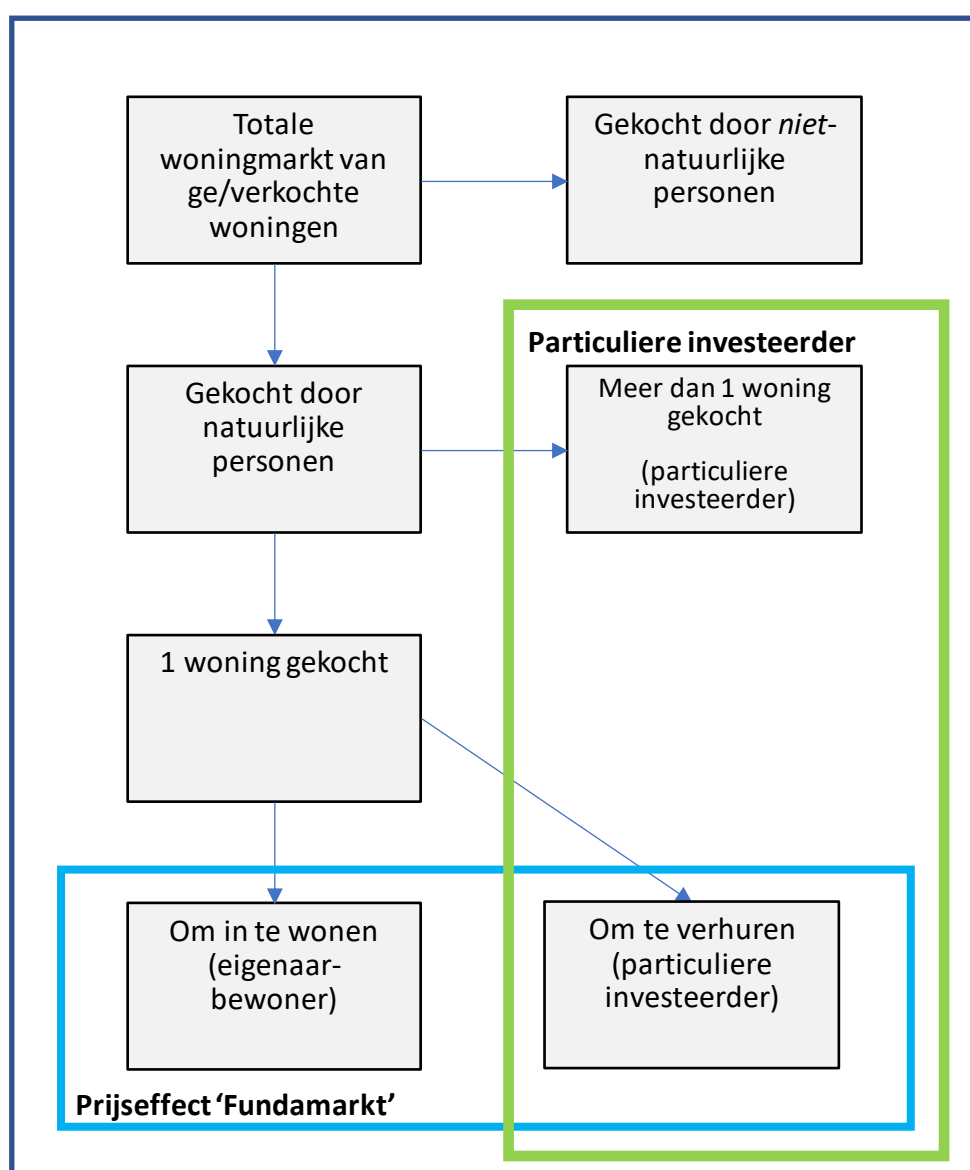 Totale
woningmarkt van
ge/verkochte
woningen
Gekocht door niet-
natuurlijke
personen
Particuliere investeerder
Gekocht door
natuurlijke
personen
Meer dan 1 woning
gekocht
(particuliere
investeerder)
1 woning gekocht
Om in te wonen
(eigenaar-
bewoner)
Om te verhuren
(particuliere
investeerder)
Prijseffect ‘Fundamarkt’